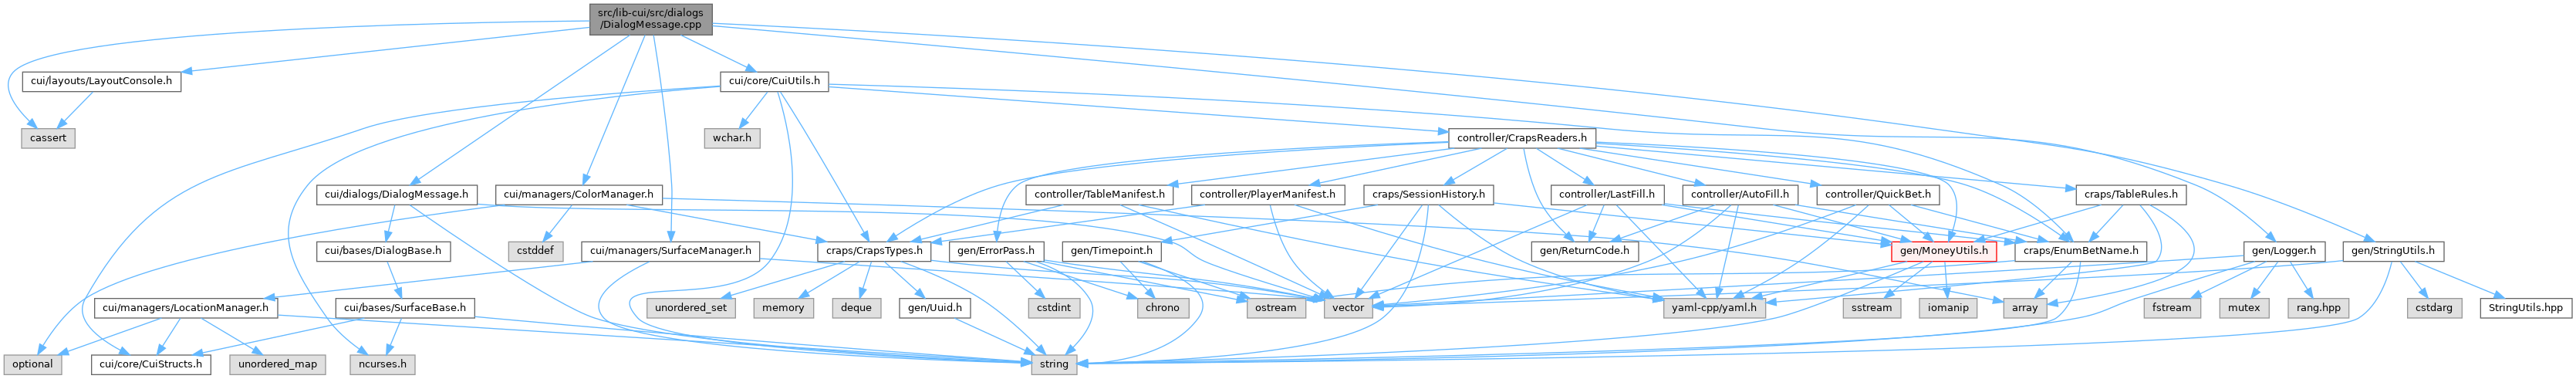 src/lib-cui/src/dialogs
/DialogMessage.cpp
cui/layouts/LayoutConsole.h
cui/core/CuiUtils.h
cassert
wchar.h
controller/CrapsReaders.h
cui/dialogs/DialogMessage.h
cui/managers/ColorManager.h
controller/TableManifest.h
controller/PlayerManifest.h
craps/SessionHistory.h
controller/LastFill.h
controller/AutoFill.h
controller/QuickBet.h
craps/TableRules.h
cui/bases/DialogBase.h
cstddef
cui/managers/SurfaceManager.h
craps/CrapsTypes.h
gen/ErrorPass.h
gen/Timepoint.h
gen/ReturnCode.h
gen/MoneyUtils.h
craps/EnumBetName.h
gen/Logger.h
gen/StringUtils.h
cui/managers/LocationManager.h
cui/bases/SurfaceBase.h
unordered_set
memory
deque
gen/Uuid.h
cstdint
chrono
ostream
vector
yaml-cpp/yaml.h
sstream
iomanip
array
fstream
mutex
rang.hpp
cstdarg
StringUtils.hpp
optional
cui/core/CuiStructs.h
unordered_map
ncurses.h
string